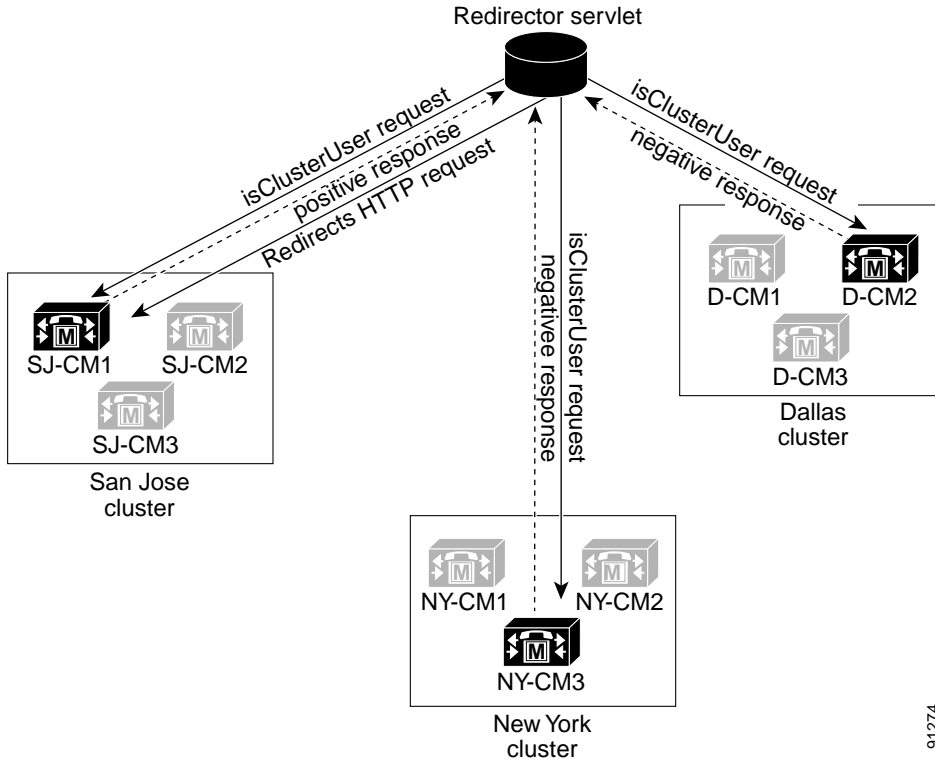 Redirector servlet
isClusterUser request
positive response
Redirects HTTP request
isClusterUser request
negativee response
isClusterUser request
negative response
M
SJ-CM1
M
SJ-CM2
M
SJ-CM3
San Jose
cluster
M
D-CM1
M
D-CM2
M
D-CM3
Dallas
cluster
M
NY-CM1
M
NY-CM2
M
NY-CM3
New York
cluster
91274